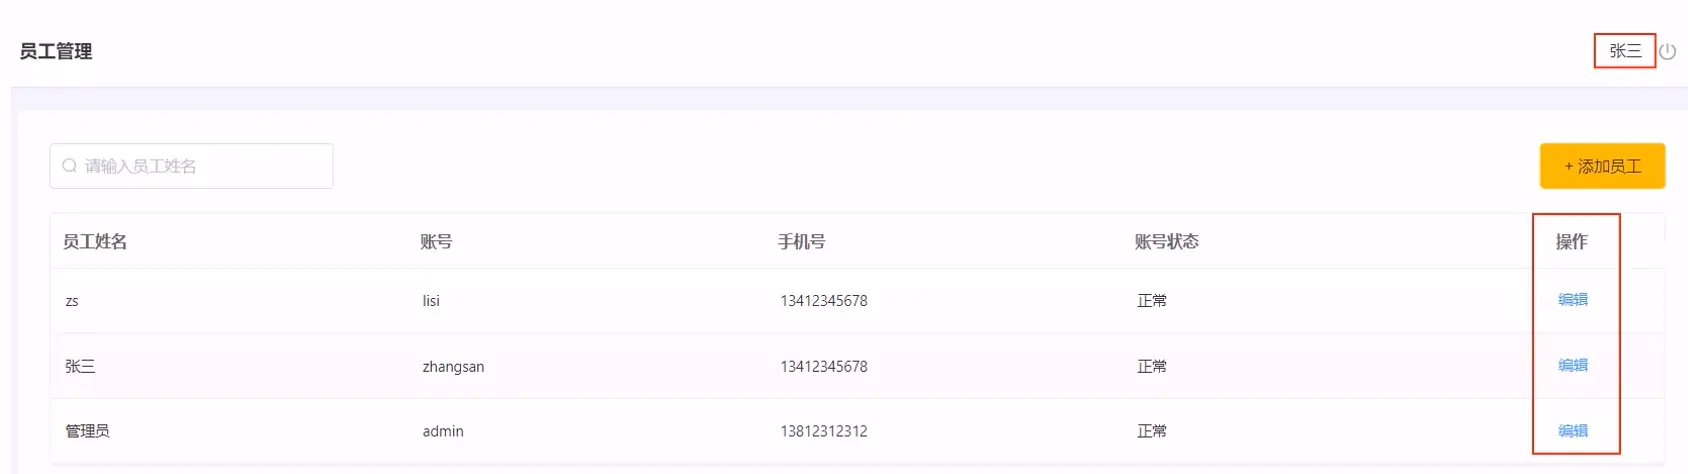 员工管理 张三
请输入员工姓名 + 添加员工
员工姓名 账号 手机号 账号状态 操作
zs lisi 13412345678 正常 编辑
张三 zhangsan 13412345678 正常 编辑
管理员 admin 13812312312 正常 编辑